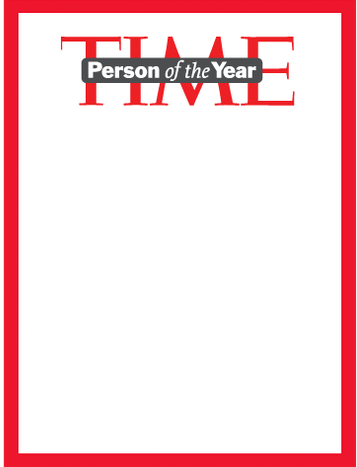 TIME
Person of the Year